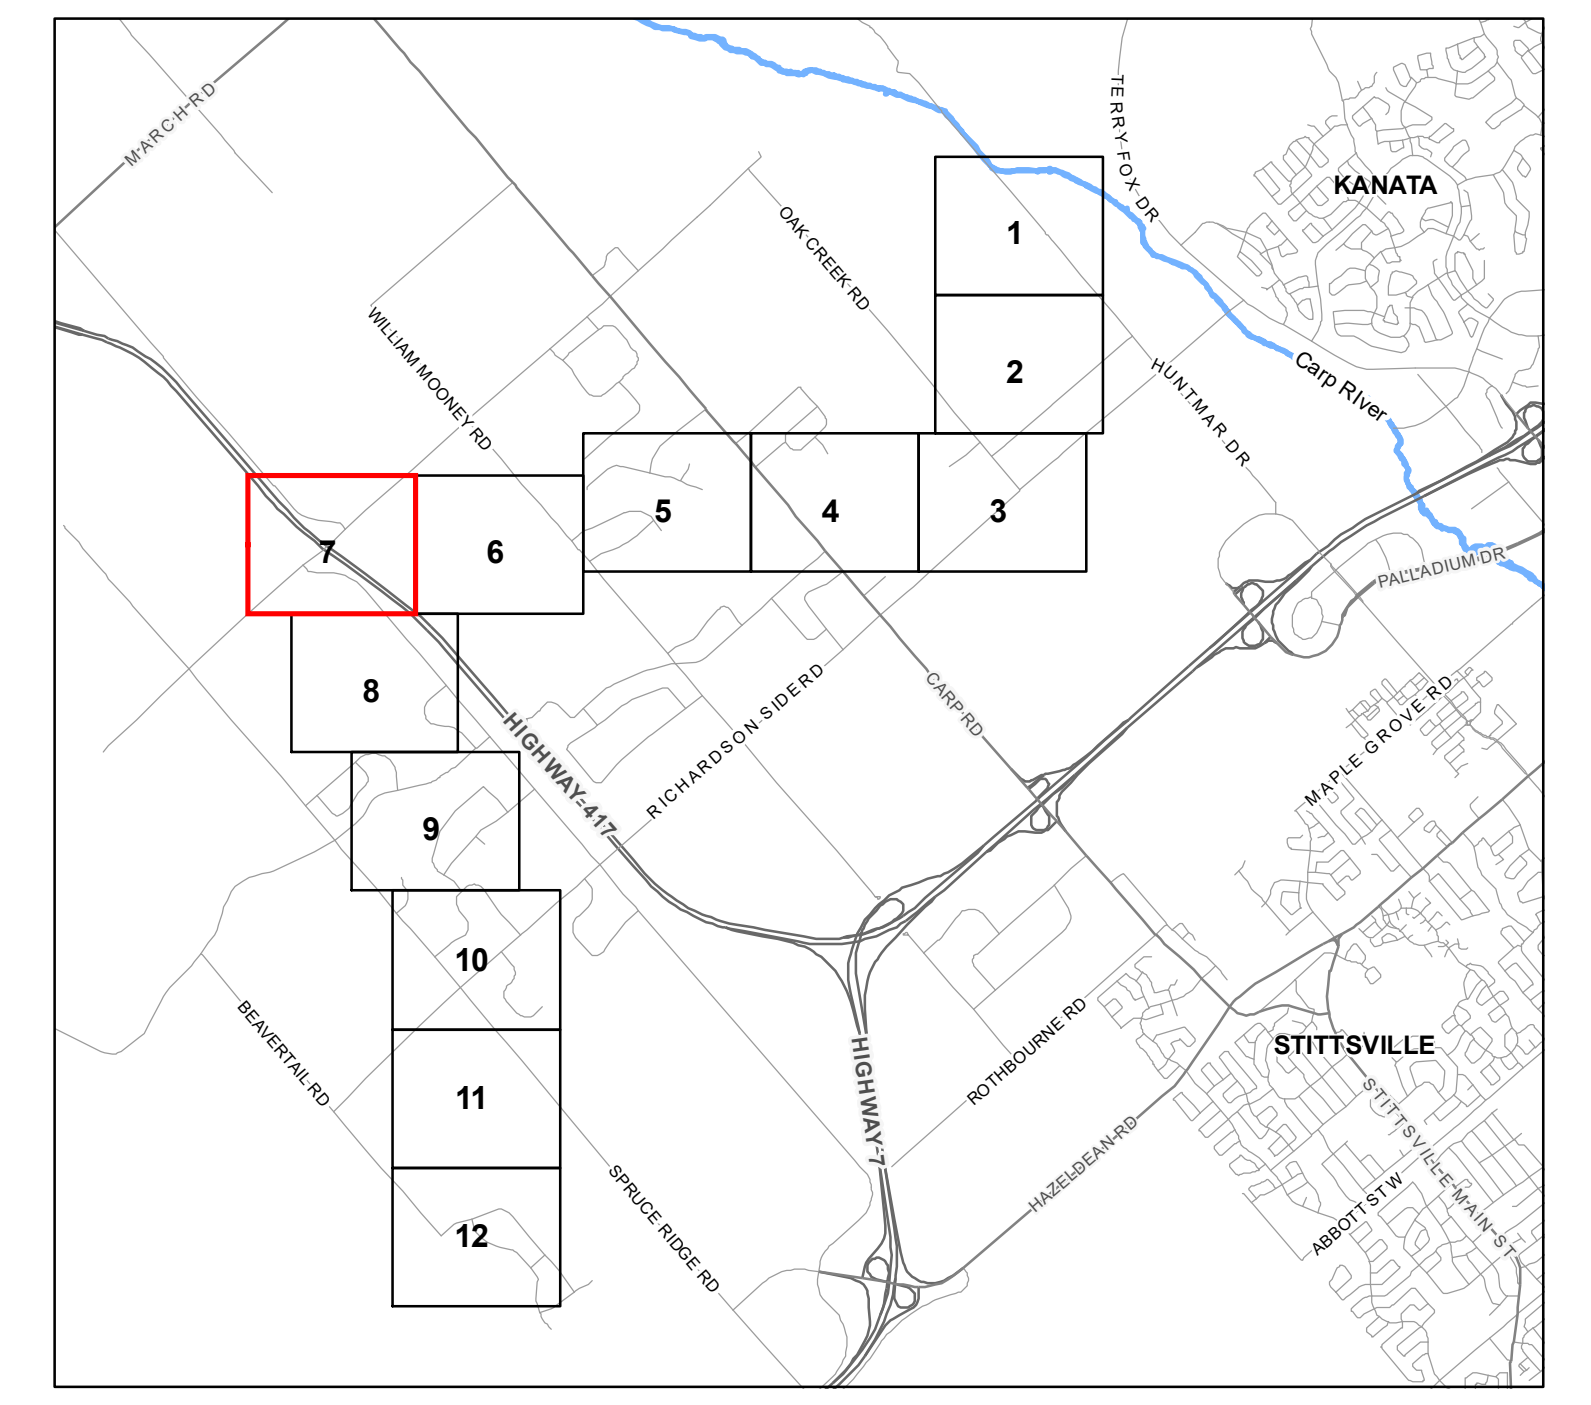 MARCH RD
TERRY FOX DR
KANATA
OAK CREEK RD
1
WILLIAM MOONEY RD
2
HUNTMAR DR
Carp RIver
5
4
3
7
6
PALLADIUM DR
8
HIGHWAY 417
RICHARDSON SIDE RD
CARP RD
MAPLE GROVE RD
9
10
BEAVERTAIL RD
HIGHWAY 7
ROTHBOURNE RD
STITTSVILLE
11
STITTSVILLE MAIN ST
HAZELDEAN RD
SPRUCE RIDGE RD
ABBOTT ST W
12